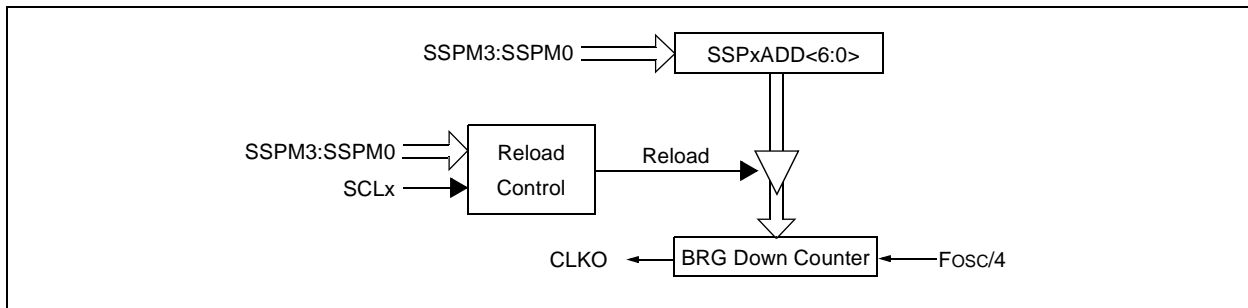 SSPM3:SSPM0
SSPxADD<6:0>
SSPM3:SSPM0
SCLx
Reload
Control
Reload
CLKO
BRG Down Counter
FOSC/4